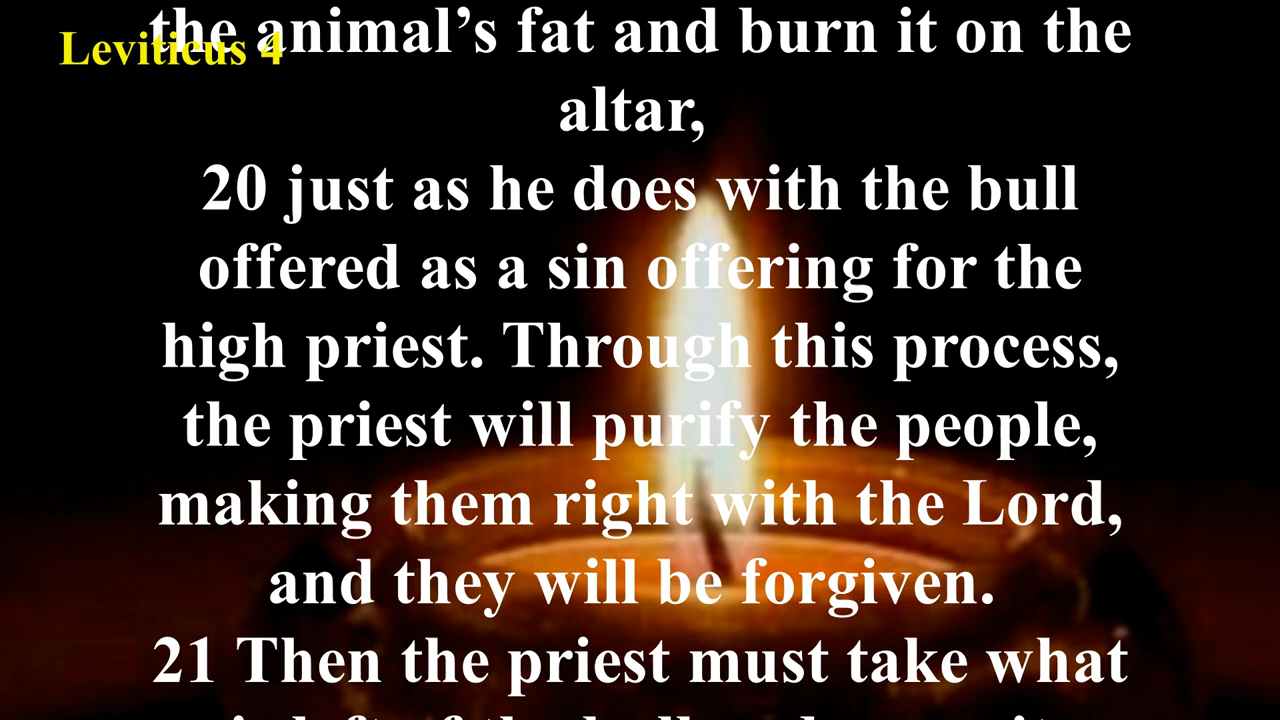 the animal’s fat and burn it on the
Leviticus 4
altar,
20 just as he does with the bull
offered as a sin offering for the
high priest. Through this process,
the priest will purify the people,
making them right with the Lord,
and they will be forgiven.
21 Then the priest must take what